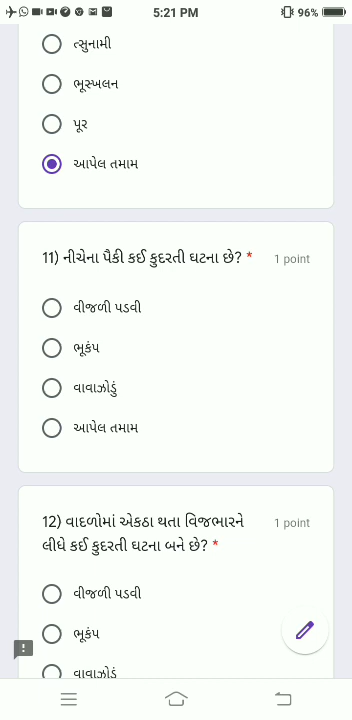 5:21 PM
96%
ત્સુનામી
ભૂસ્ખલન
પૂર
આપેલ તમામ
11) નીચેના પૈકી કઈ કુદરતી ઘટના છે? * 1 point
વીજળી પડવી
ભૂકંપ
વાવાઝોડું
આપેલ તમામ
12) વાદળોમાં એકઠા થતા વિજભારને 1 point
લીધે કઈ કુદરતી ઘટના બને છે? *
વીજળી પડવી
ભૂકંપ
વાવાઝોડું